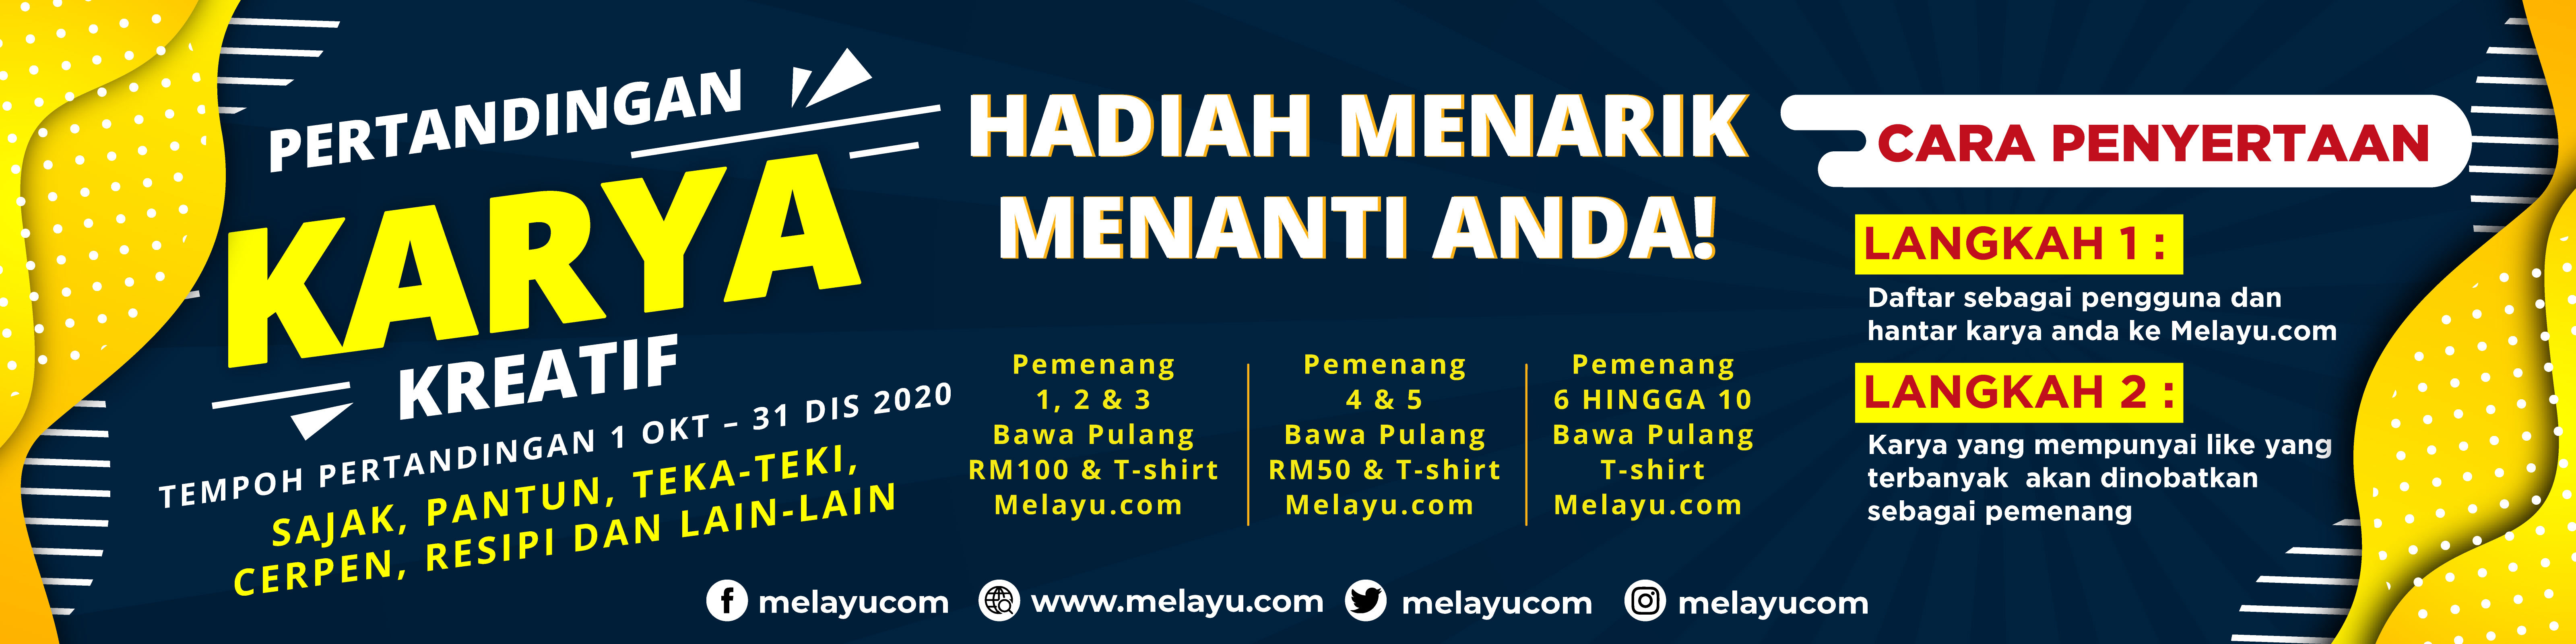 PERTANDINGAN
KARYA
KREATIF
TEMPOH PERTANDINGAN 1 OKT – 31 DIS 2020
SAJAK, PANTUN, TEKA-TEKI,
CERPEN, RESIPI DAN LAIN-LAIN
HADIAH MENARIK
MENANTI ANDA!
Pemenang
1, 2 & 3
Bawa Pulang
RM100 & T-shirt
Melayu.com
Pemenang
4 & 5
Bawa Pulang
RM50 & T-shirt
Melayu.com
Pemenang
6 HINGGA 10
Bawa Pulang
T-shirt
Melayu.com
CARA PENYERTAAN
LANGKAH 1 :
Daftar sebagai pengguna dan
hantar karya anda ke Melayu.com
LANGKAH 2 :
Karya yang mempunyai like yang
terbanyak  akan dinobatkan
sebagai pemenang
melayucom www.melayu.com melayucom melayucom